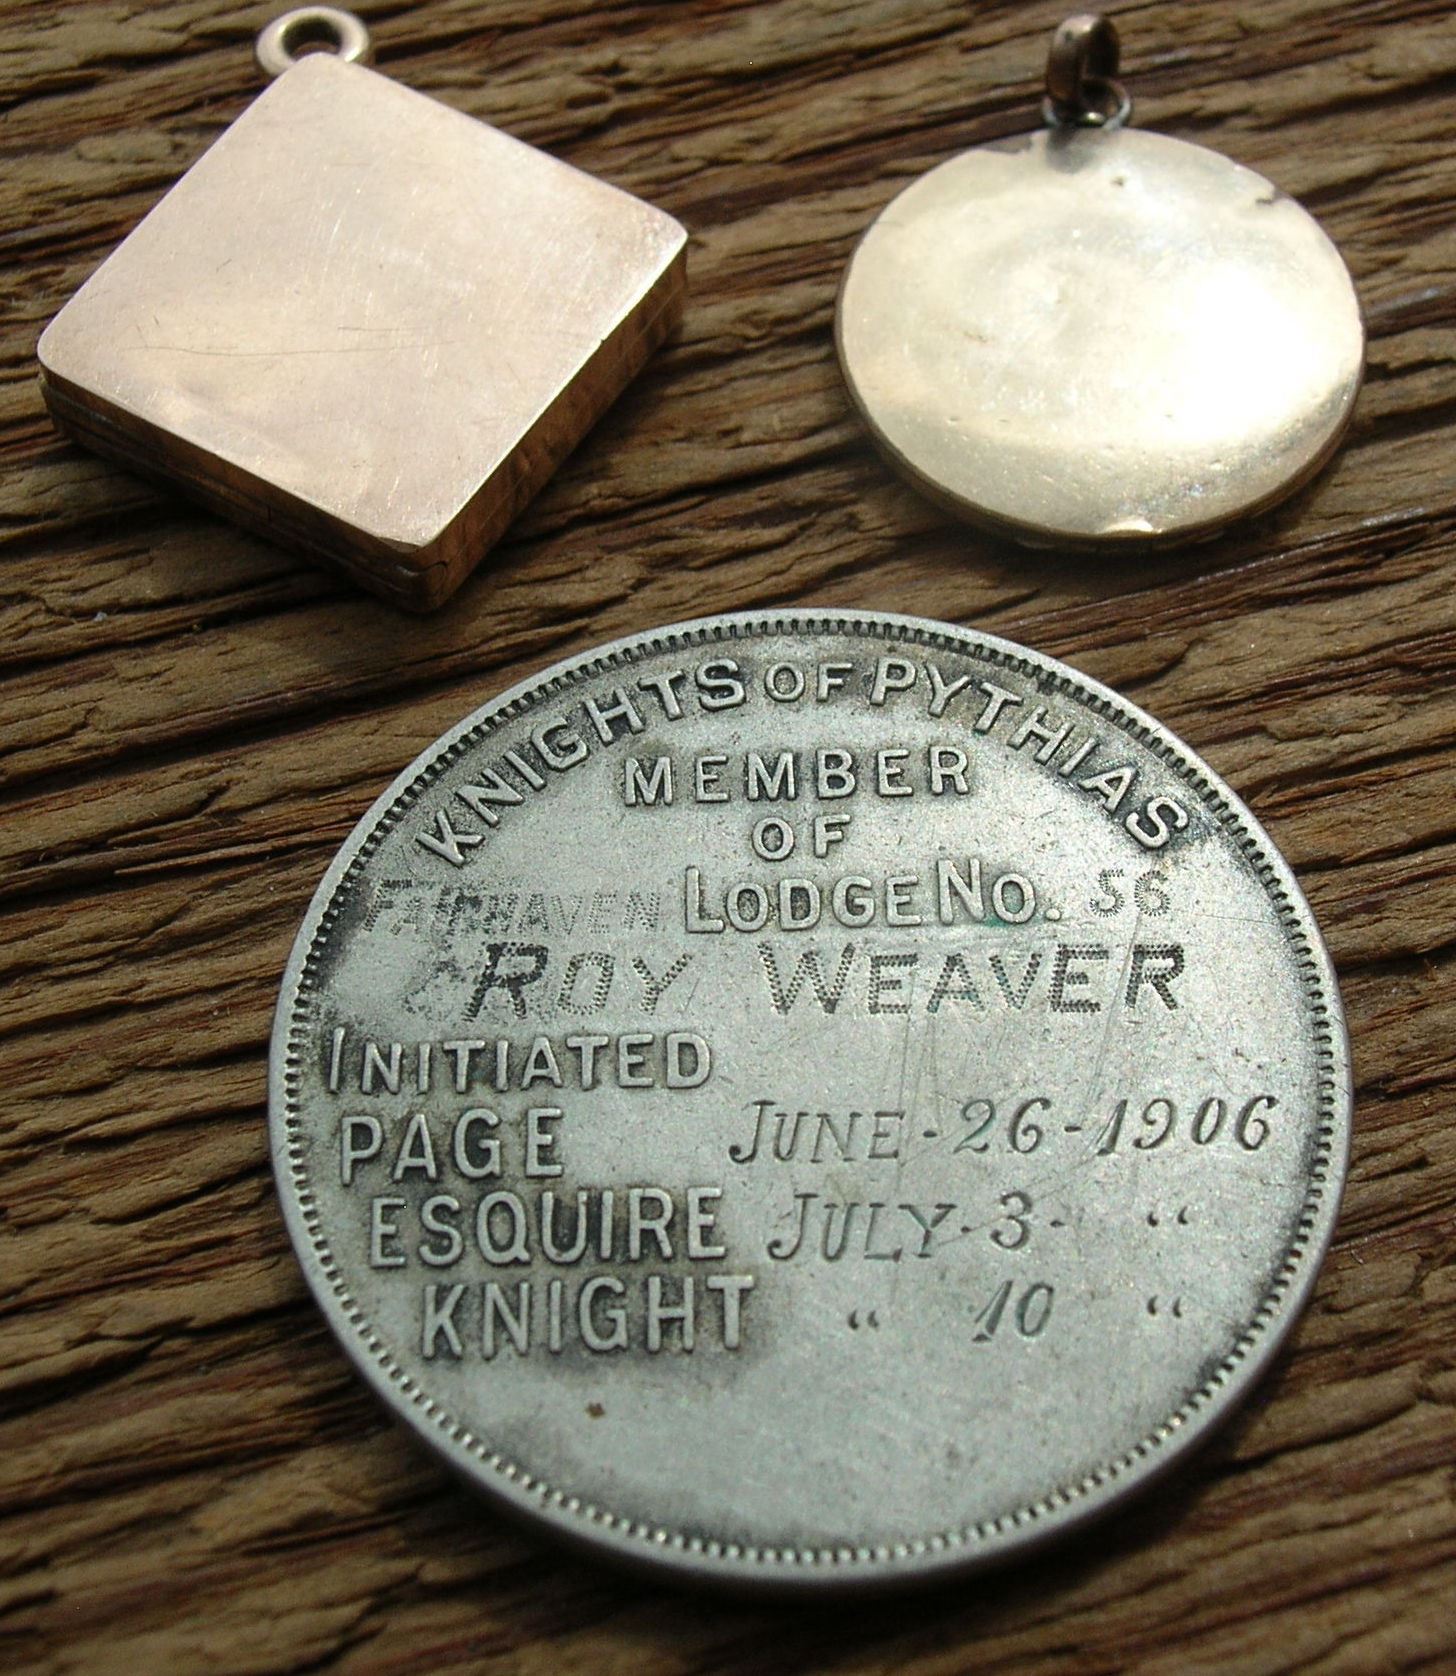 KNIGHTS OF PYTHIAS
MEMBER
OF
FAIRHAVEN LODGE NO. 56
ROY WEAVER
INITIATED
PAGE JUNE-26-1906
ESQUIRE JULY-3- “
KNIGHT “ 10 “